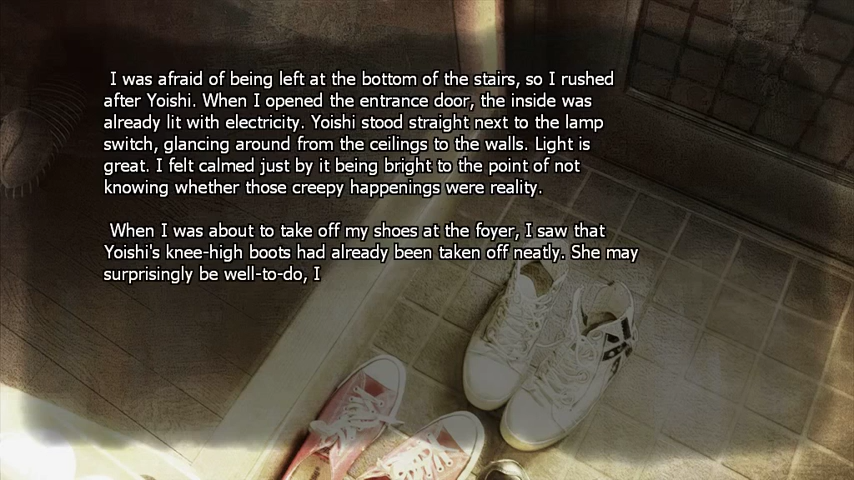 I was afraid of being left at the bottom of the stairs, so I rushed
after Yoishi. When I opened the entrance door, the inside was
already lit with electricity. Yoishi stood straight next to the lamp
switch, glancing around from the ceilings to the walls. Light is
great. I felt calmed just by it being bright to the point of not
knowing whether those creepy happenings were reality.
When I was about to take off my shoes at the foyer, I saw that
Yoishi's knee-high boots had already been taken off neatly. She may
surprisingly be well-to-do, I